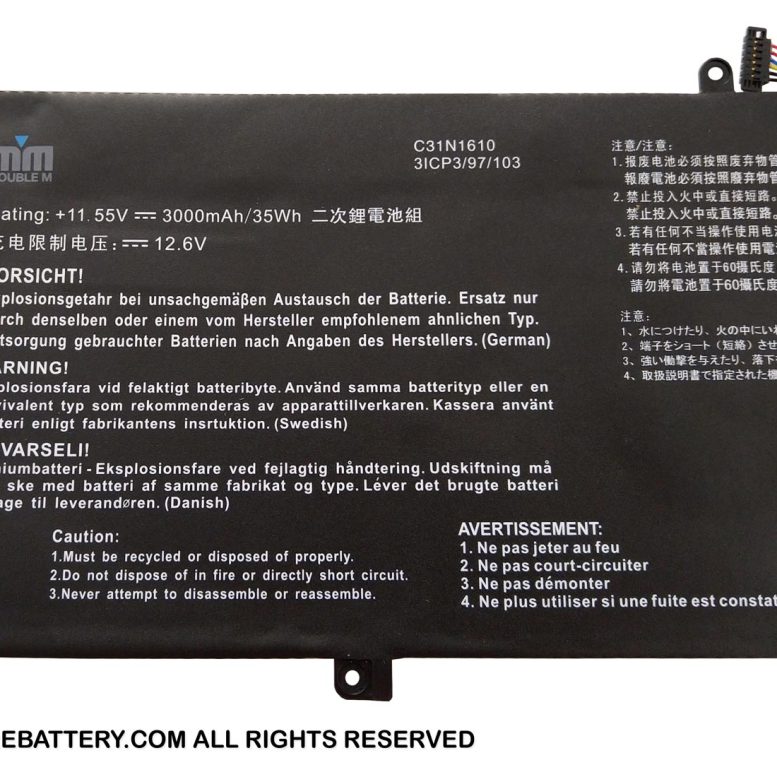 mm
OUBLE M
C31N1610
3ICP3/97/103
ating: +11.55V ⎓ 3000mAh/35Wh 二次鋰電池組
电限制电压:⎓ 12.6V
ORSICHT!
plosionsgetahr bei unsachgemäβen Austausch der Batterie. Ersatz nur
rch denselben oder einem vom Hersteller empfohlenem ahnlichen Typ.
tsorgung gebrauchter Batterien nach Angaben des Herstellers. (German)
ARNING!
plosionsfara vid felaktigt batteribyte. Använd samma batterityp eller en
vivalent typ som rekommenderas av apparattillverkaren. Kassera använt
teri enligt fabrikantens insrtuktion. (Swedish)
VARSELI!
niumbatteri - Eksplosionsfare ved fejlagtig håndtering. Udskiftning må
ske med batteri af samme fabrikat og type. Léver det brugte batteri
age til leverandøren. (Danish)
Caution:
1.Must be recycled or disposed of properly.
2.Do not dispose of in fire or directly short circuit.
3.Never attempt to disassemble or reassemble.
AVERTISSEMENT:
1. Ne pas jeter au feu
2. Ne pas court-circuiter
3. Ne pas démonter
4. Ne plus utiliser si une fuite est constat
注意/注意:
1.报废电池必须按照废弃物管
報廢電池必須按照廢棄物管
2.禁止投入火中或直接短路。
禁止投入火中或直接短路。
3.若有任何不当操作使用电
若有任何不當操作使用電
4.请勿将电池置于60攝氏度
請勿將電池置于60攝氏度
注意:
1、水につけたり、火の中にい
2、端子をショート（短絡）させ
3、強い衝撃を与えたり、落下
4、取扱説明書で指定された機
EBATTERY.COM ALL RIGHTS RESERVED